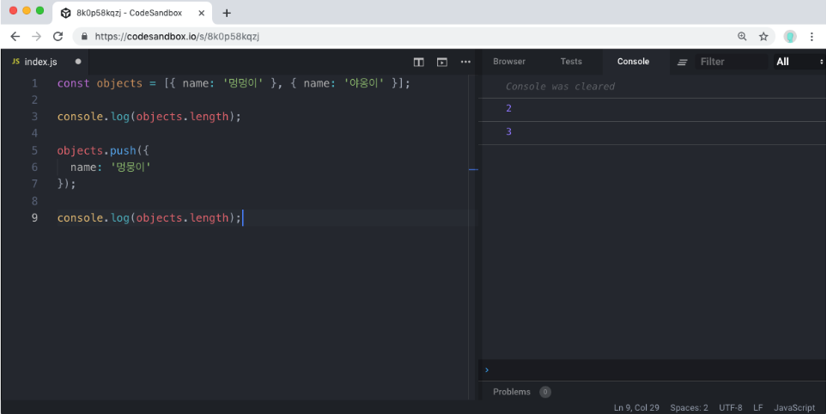 8k0p58kqzj - CodeSandbox
https://codesandbox.io/s/8k0p58kqzj
JS index.js
1 const objects = [{ name: '멍멍이' }, { name: '야옹이' }];
2
3 console.log(objects.length);
4
5 objects.push({
6 name: '멍뭉이'
7 });
8
9 console.log(objects.length);
Browser Tests Console Filter All
Console was cleared
2
3
Problems 0
Ln 9, Col 29 Spaces: 2 UTF-8 LF JavaScript